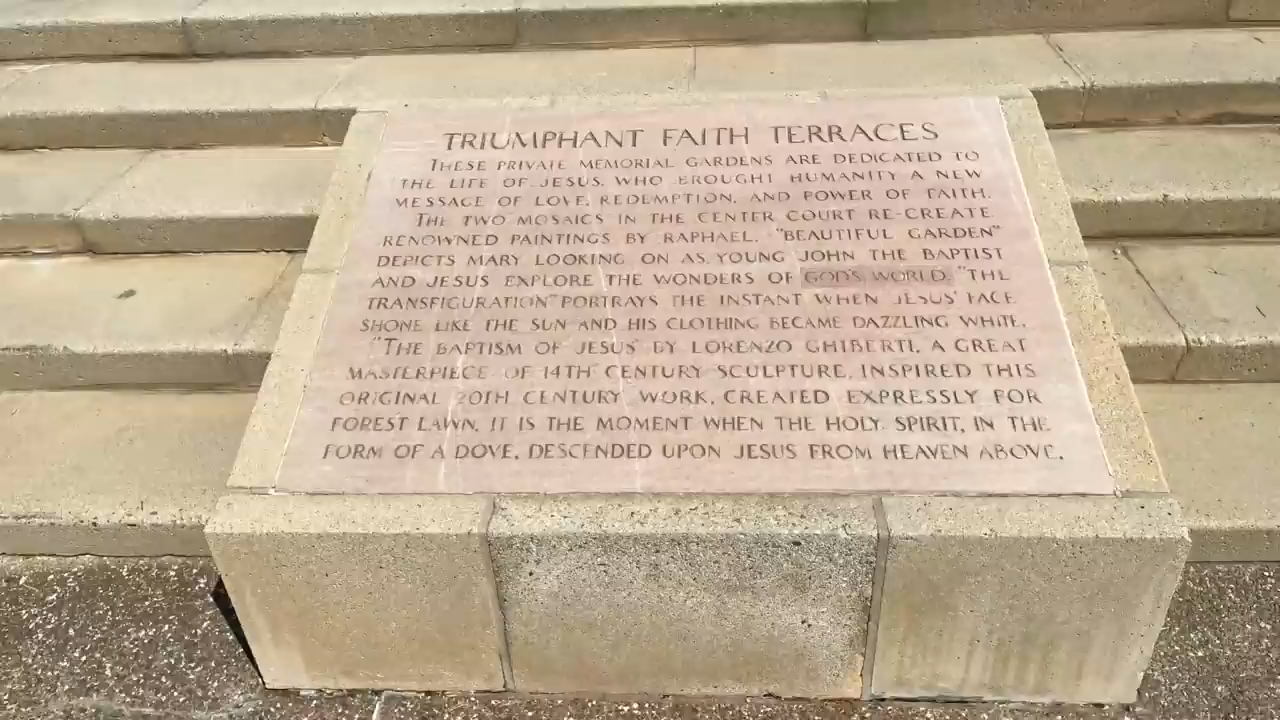 TRIUMPHANT FAITH TERRACES
THESE PRIVATE MEMORIAL GARDENS ARE DEDICATED TO
THE LIFE OF JESUS, WHO BROUGHT HUMANITY A NEW
MESSAGE OF LOVE, REDEMPTION, AND POWER OF FAITH.
THE TWO MOSAICS IN THE CENTER COURT RE-CREATE
RENOWNED PAINTINGS BY RAPHAEL. "BEAUTIFUL GARDEN"
DEPICTS MARY LOOKING ON AS YOUNG JOHN THE BAPTIST
AND JESUS EXPLORE THE WONDERS OF GOD'S WORLD. "THE
TRANSFIGURATION" PORTRAYS THE INSTANT WHEN JESUS' FACE
SHONE LIKE THE SUN AND HIS CLOTHING BECAME DAZZLING WHITE.
"THE BAPTISM OF JESUS" BY LORENZO GHIBERTI, A GREAT
MASTERPIECE OF 14TH CENTURY SCULPTURE, INSPIRED THIS
ORIGINAL 20TH CENTURY WORK, CREATED EXPRESSLY FOR
FOREST LAWN. IT IS THE MOMENT WHEN THE HOLY SPIRIT, IN THE
FORM OF A DOVE, DESCENDED UPON JESUS FROM HEAVEN ABOVE.